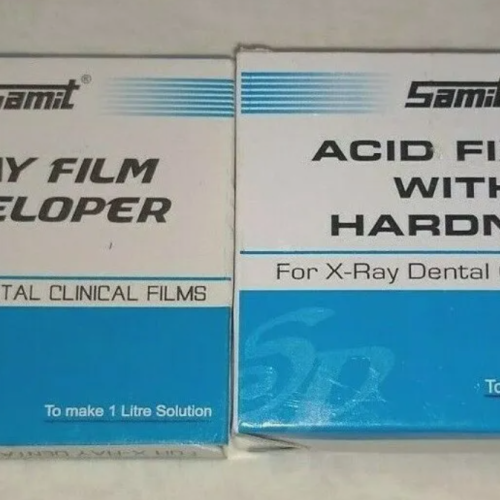 Samit®
AY FILM
ELOPER
TAL CLINICAL FILMS
To make 1 Litre Solution
Samit
ACID FI
WITH
HARDN
For X-Ray Dental
To